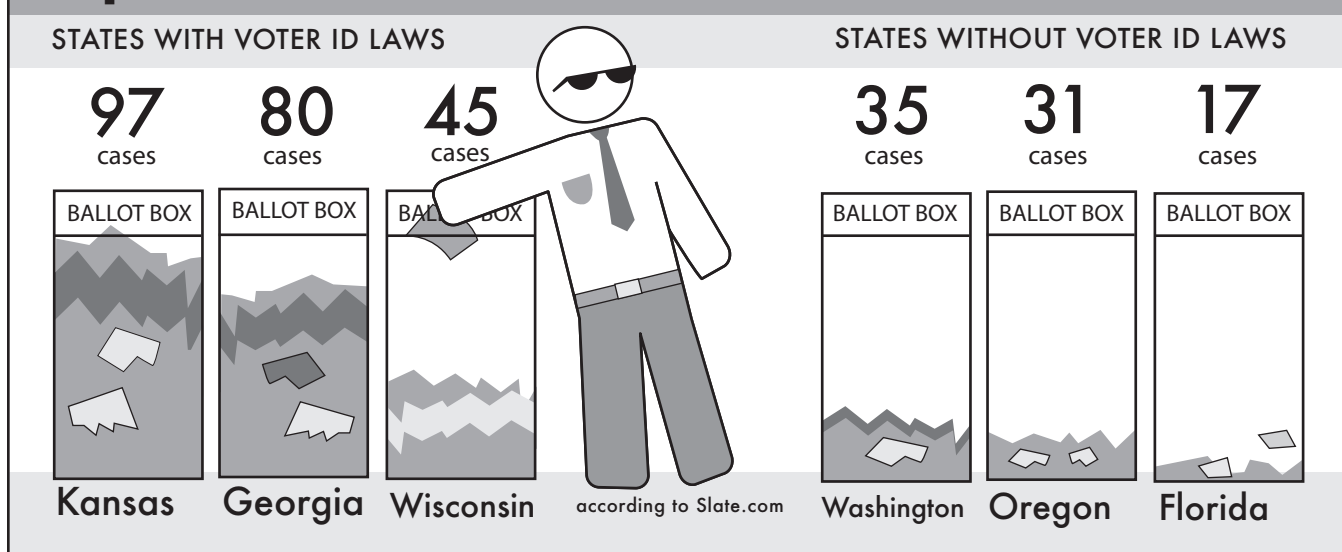 STATES WITH VOTER ID LAWS
97
cases
80
cases
45
cases
BALLOT BOX
BALLOT BOX
BAL BOX
Kansas
Georgia
Wisconsin
according to Slate.com
STATES WITHOUT VOTER ID LAWS
35
cases
31
cases
17
cases
BALLOT BOX
BALLOT BOX
BALLOT BOX
Washington
Oregon
Florida